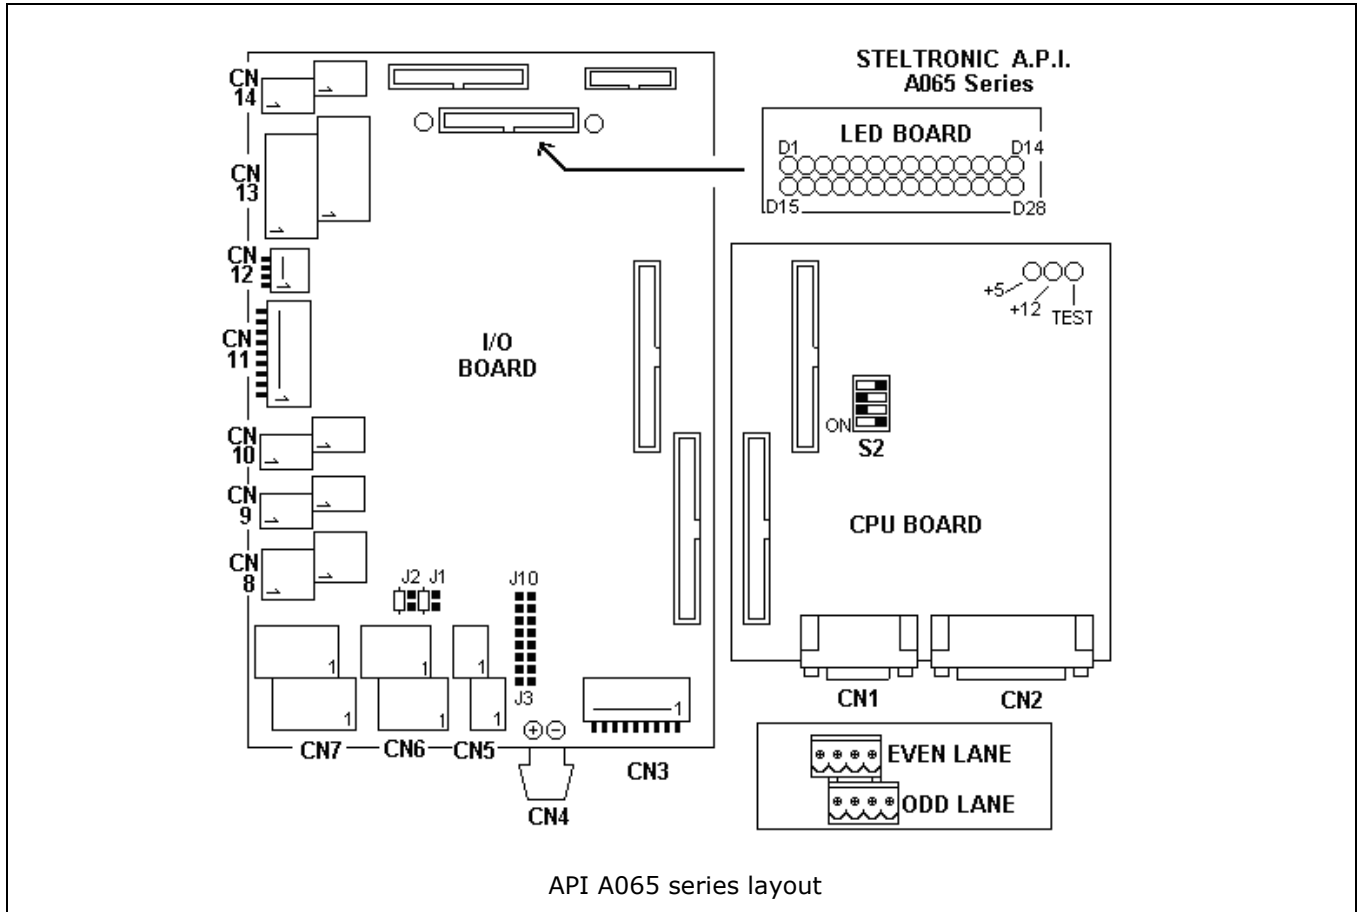 STELTRONIC A.P.I.
A065 Series
CN
14
LED BOARD
D1
D14
D15
D28
CN
13
CN
12
+5
+12
TEST
CN
11
I/O
BOARD
ON
S2
CN
10
CN
9
CPU BOARD
CN
8
J2 J1
J10
1
1
1
1
1
1
J3
1
CN7
CN6
CN5
CN4
CN3
CN1
CN2
EVEN LANE
ODD LANE
API A065 series layout